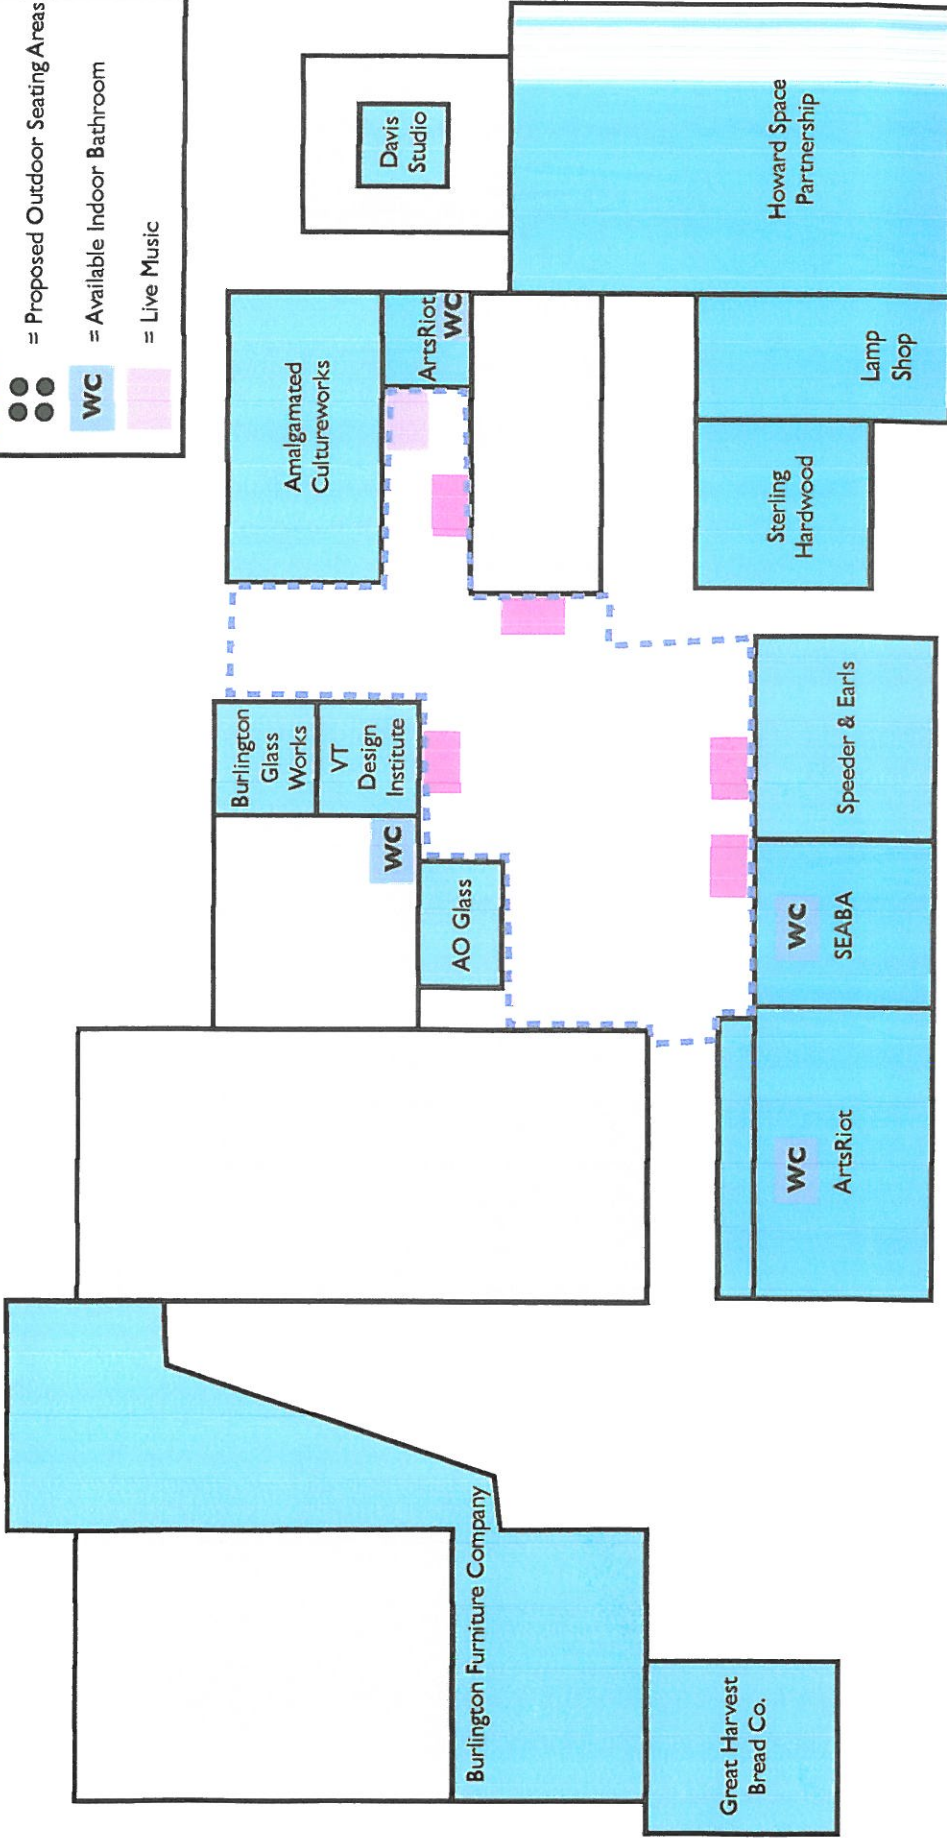 = Proposed Outdoor Seating Areas
WC
= Available Indoor Bathroom
= Live Music
Burlington Furniture Company
Great Harvest
Bread Co.
Burlington
Glass
Works
VT
Design
Institute
WC
AO Glass
WC
ArtsRiot
WC
SEABA
Speeder & Earls
Amalgamated
Cultureworks
ArtsRiot
WC
Davis
Studio
Howard Space
Partnership
Sterling
Hardwood
Lamp
Shop